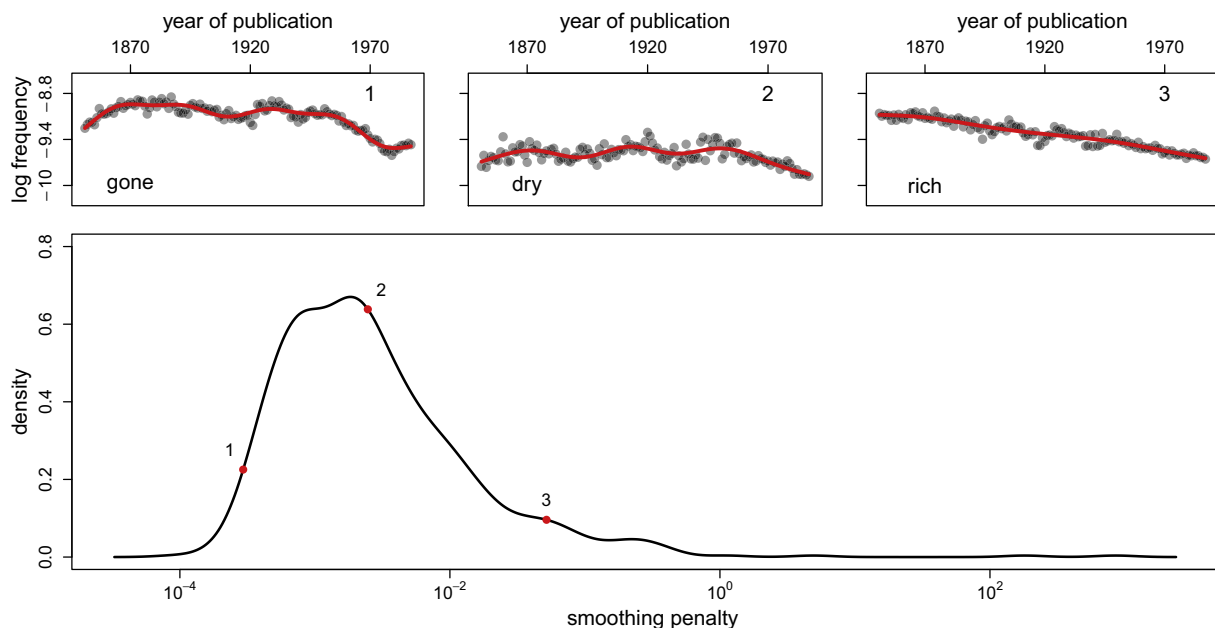 year of publication year of publication year of publication
1870 1920 1970 1870 1920 1970 1870 1920 1970
log frequency
−8.8
−9.4
−10
1 2 3
gone dry rich
density
0.8
0.6
0.4
0.2
0.0
1
2
3
10−4 10−2 100 102
smoothing penalty